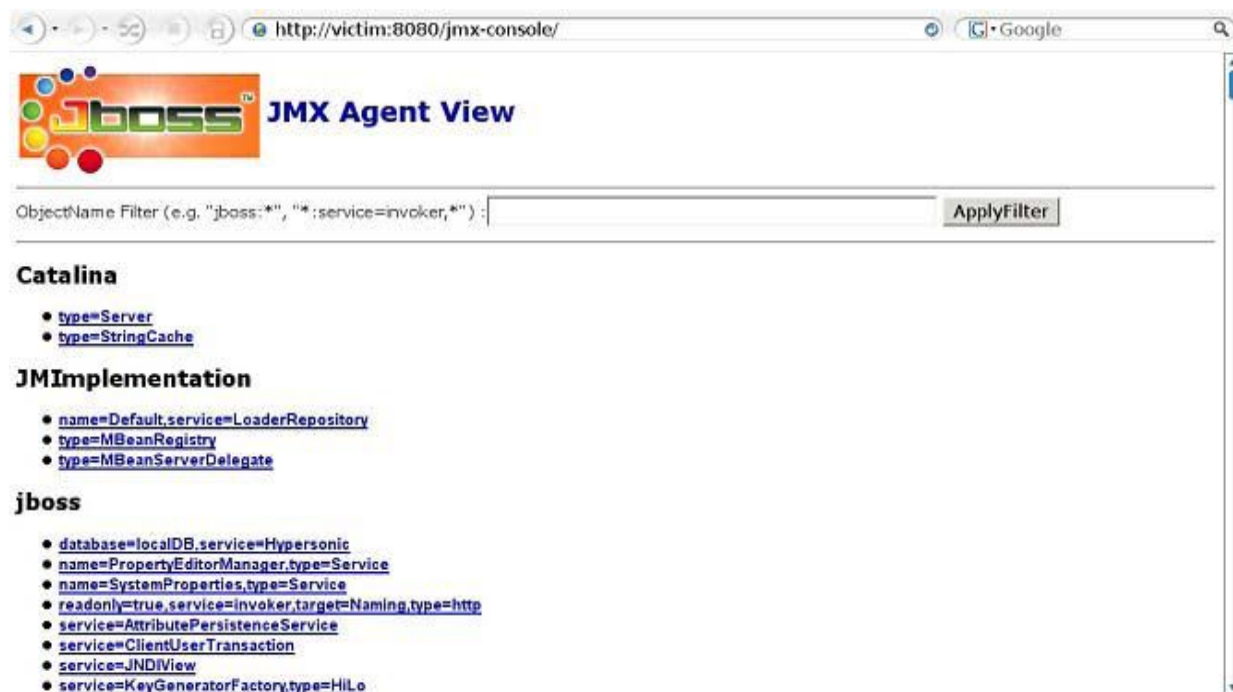 http://victim:8080/jmx-console/
Google
Jboss™
JMX Agent View
ObjectName Filter (e.g. "jboss:*", "*:service=invoker,*") :
ApplyFilter
Catalina
type=Server
type=StringCache
JMImplementation
name=Default,service=LoaderRepository
type=MBeanRegistry
type=MBeanServerDelegate
jboss
database=localDB,service=Hypersonic
name=PropertyEditorManager,type=Service
name=SystemProperties,type=Service
readonly=true,service=invoker,target=Naming,type=http
service=AttributePersistenceService
service=ClientUserTransaction
service=JNDIView
service=KeyGeneratorFactory,type=HiLo